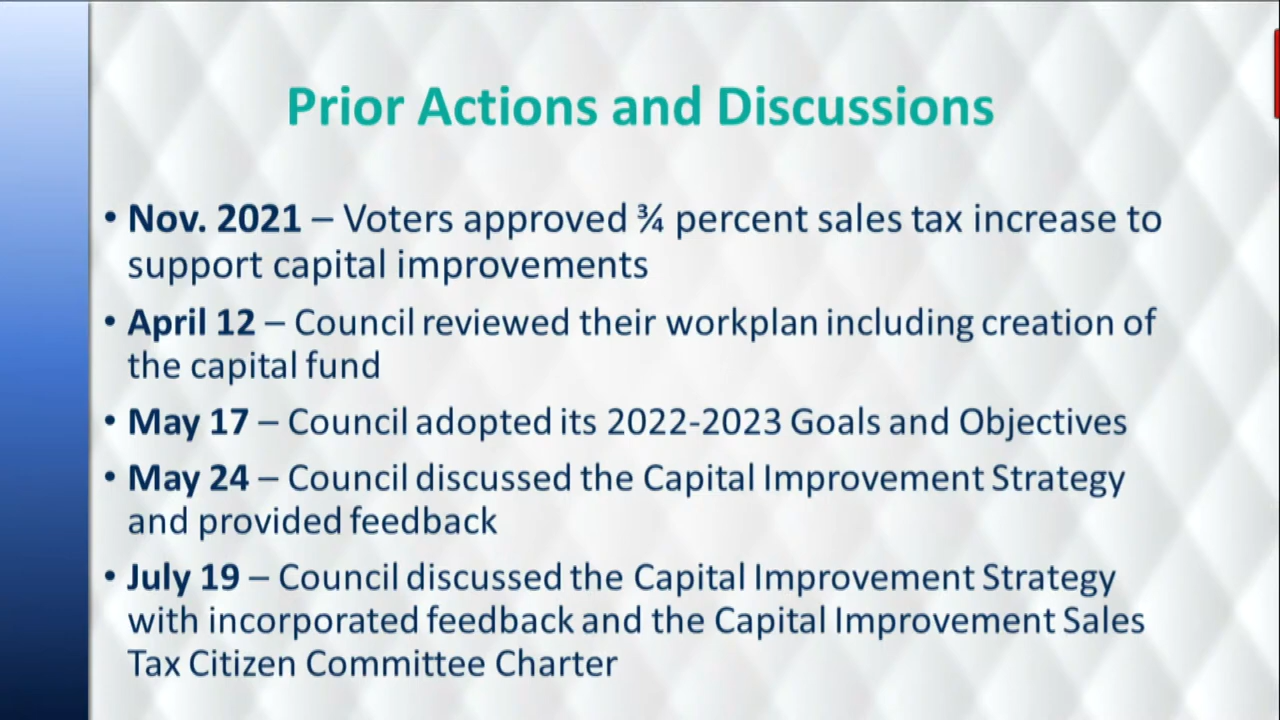 Prior Actions and Discussions
• Nov. 2021 – Voters approved ¾ percent sales tax increase to
support capital improvements
• April 12 – Council reviewed their workplan including creation of
the capital fund
• May 17 – Council adopted its 2022-2023 Goals and Objectives
• May 24 – Council discussed the Capital Improvement Strategy
and provided feedback
• July 19 – Council discussed the Capital Improvement Strategy
with incorporated feedback and the Capital Improvement Sales
Tax Citizen Committee Charter